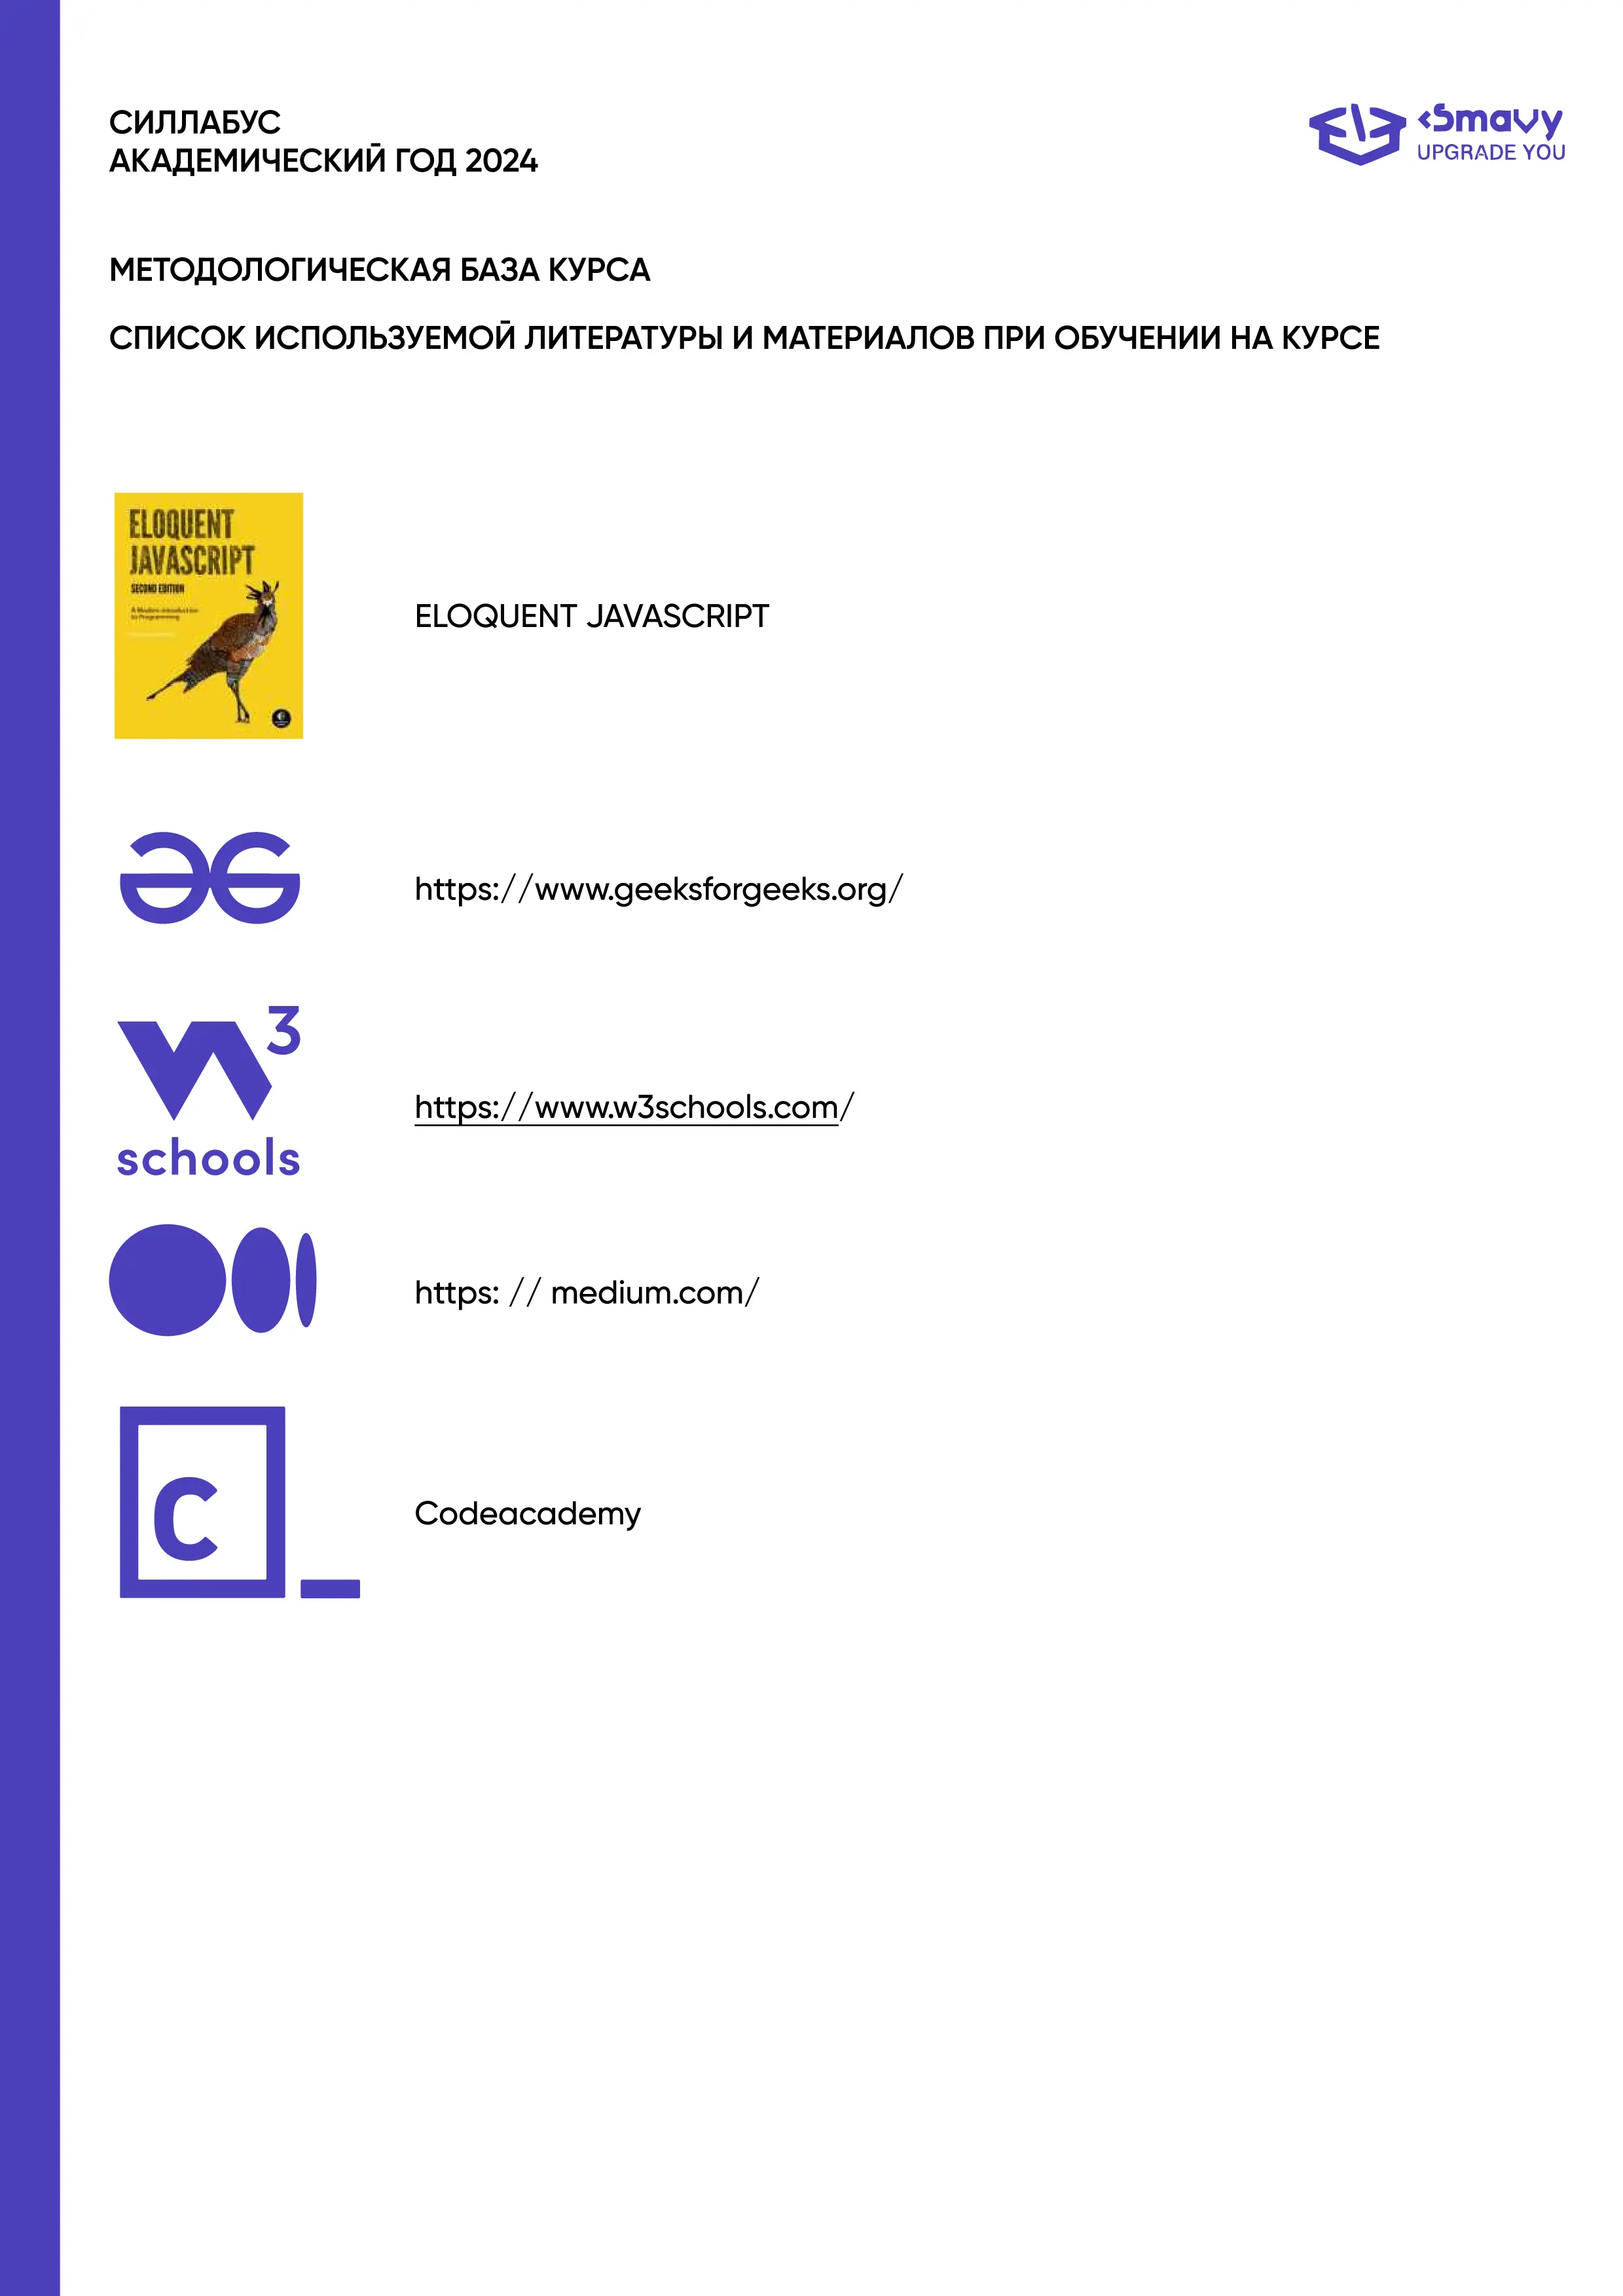 СИЛЛАБУС
АКАДЕМИЧЕСКИЙ ГОД 2024
‹Smavy
UPGRADE YOU
МЕТОДОЛОГИЧЕСКАЯ БАЗА КУРСА
СПИСОК ИСПОЛЬЗУЕМОЙ ЛИТЕРАТУРЫ И МАТЕРИАЛОВ ПРИ ОБУЧЕНИИ НА КУРСЕ
ELOQUENT
JAVASCRIPT
SECOND EDITION
A Modern Introduction
to Programming
ELOQUENT JAVASCRIPT
https://www.geeksforgeeks.org/
W3
schools
https://www.w3schools.com/
https: // medium.com/
C_
Codeacademy